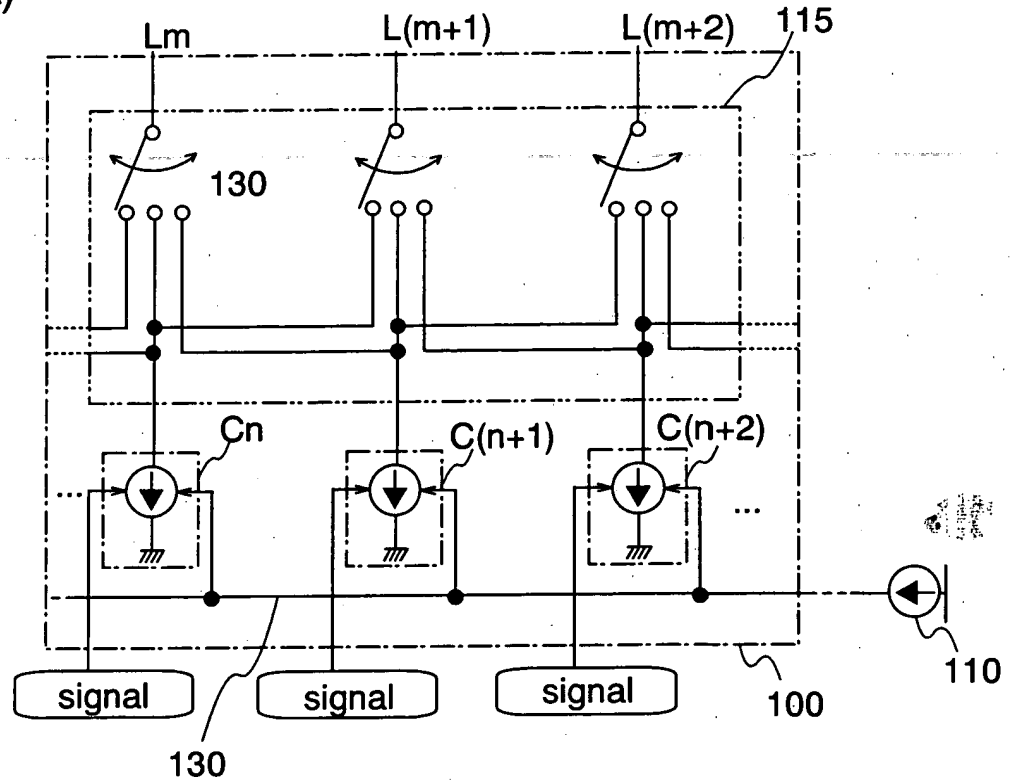 )
115
Lm
L(m+1)
L(m+2)
130
Cn
C(n+1)
C(n+2)
...
...
110
100
signal
signal
signal
130